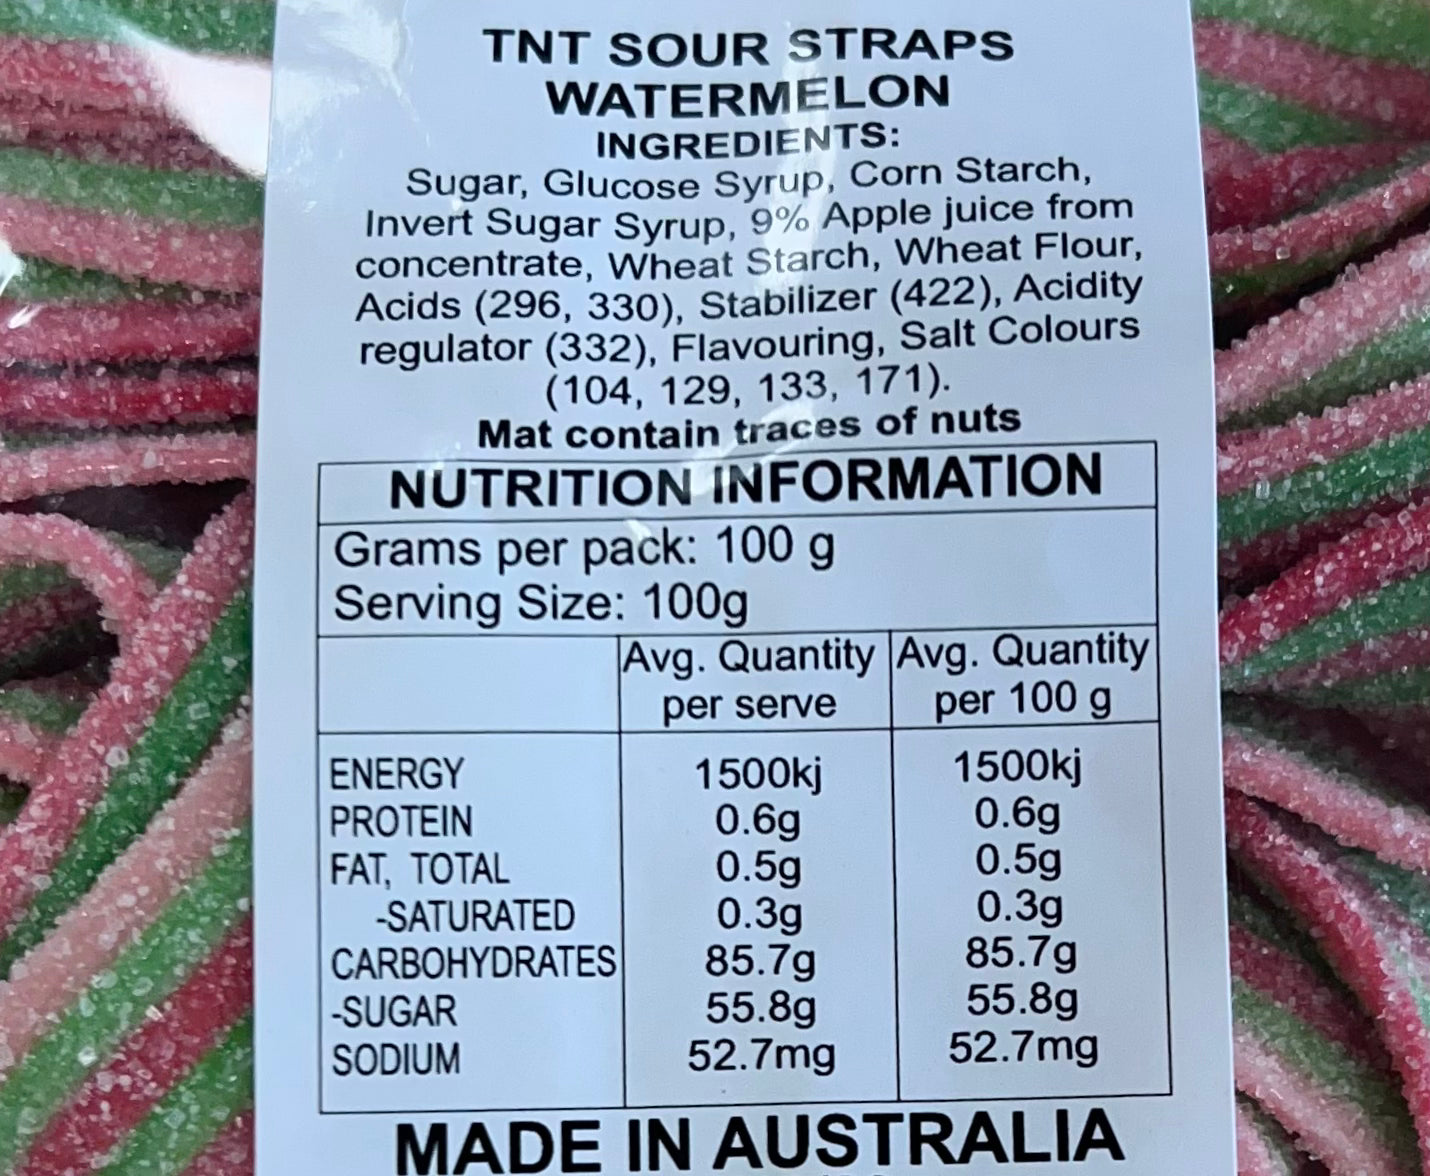 TNT SOUR STRAPS
WATERMELON
INGREDIENTS:
Sugar, Glucose Syrup, Corn Starch,
Invert Sugar Syrup, 9% Apple juice from
concentrate, Wheat Starch, Wheat Flour,
Acids (296, 330), Stabilizer (422), Acidity
regulator (332), Flavouring, Salt Colours
(104, 129, 133, 171).
Mat contain traces of nuts
NUTRITION INFORMATION
Grams per pack: 100 g
Serving Size: 100g
Avg. Quantity per serve Avg. Quantity per 100 g
ENERGY 1500kj 1500kj
PROTEIN 0.6g 0.6g
FAT, TOTAL 0.5g 0.5g
-SATURATED 0.3g 0.3g
CARBOHYDRATES 85.7g 85.7g
-SUGAR 55.8g 55.8g
SODIUM 52.7mg 52.7mg
MADE IN AUSTRALIA